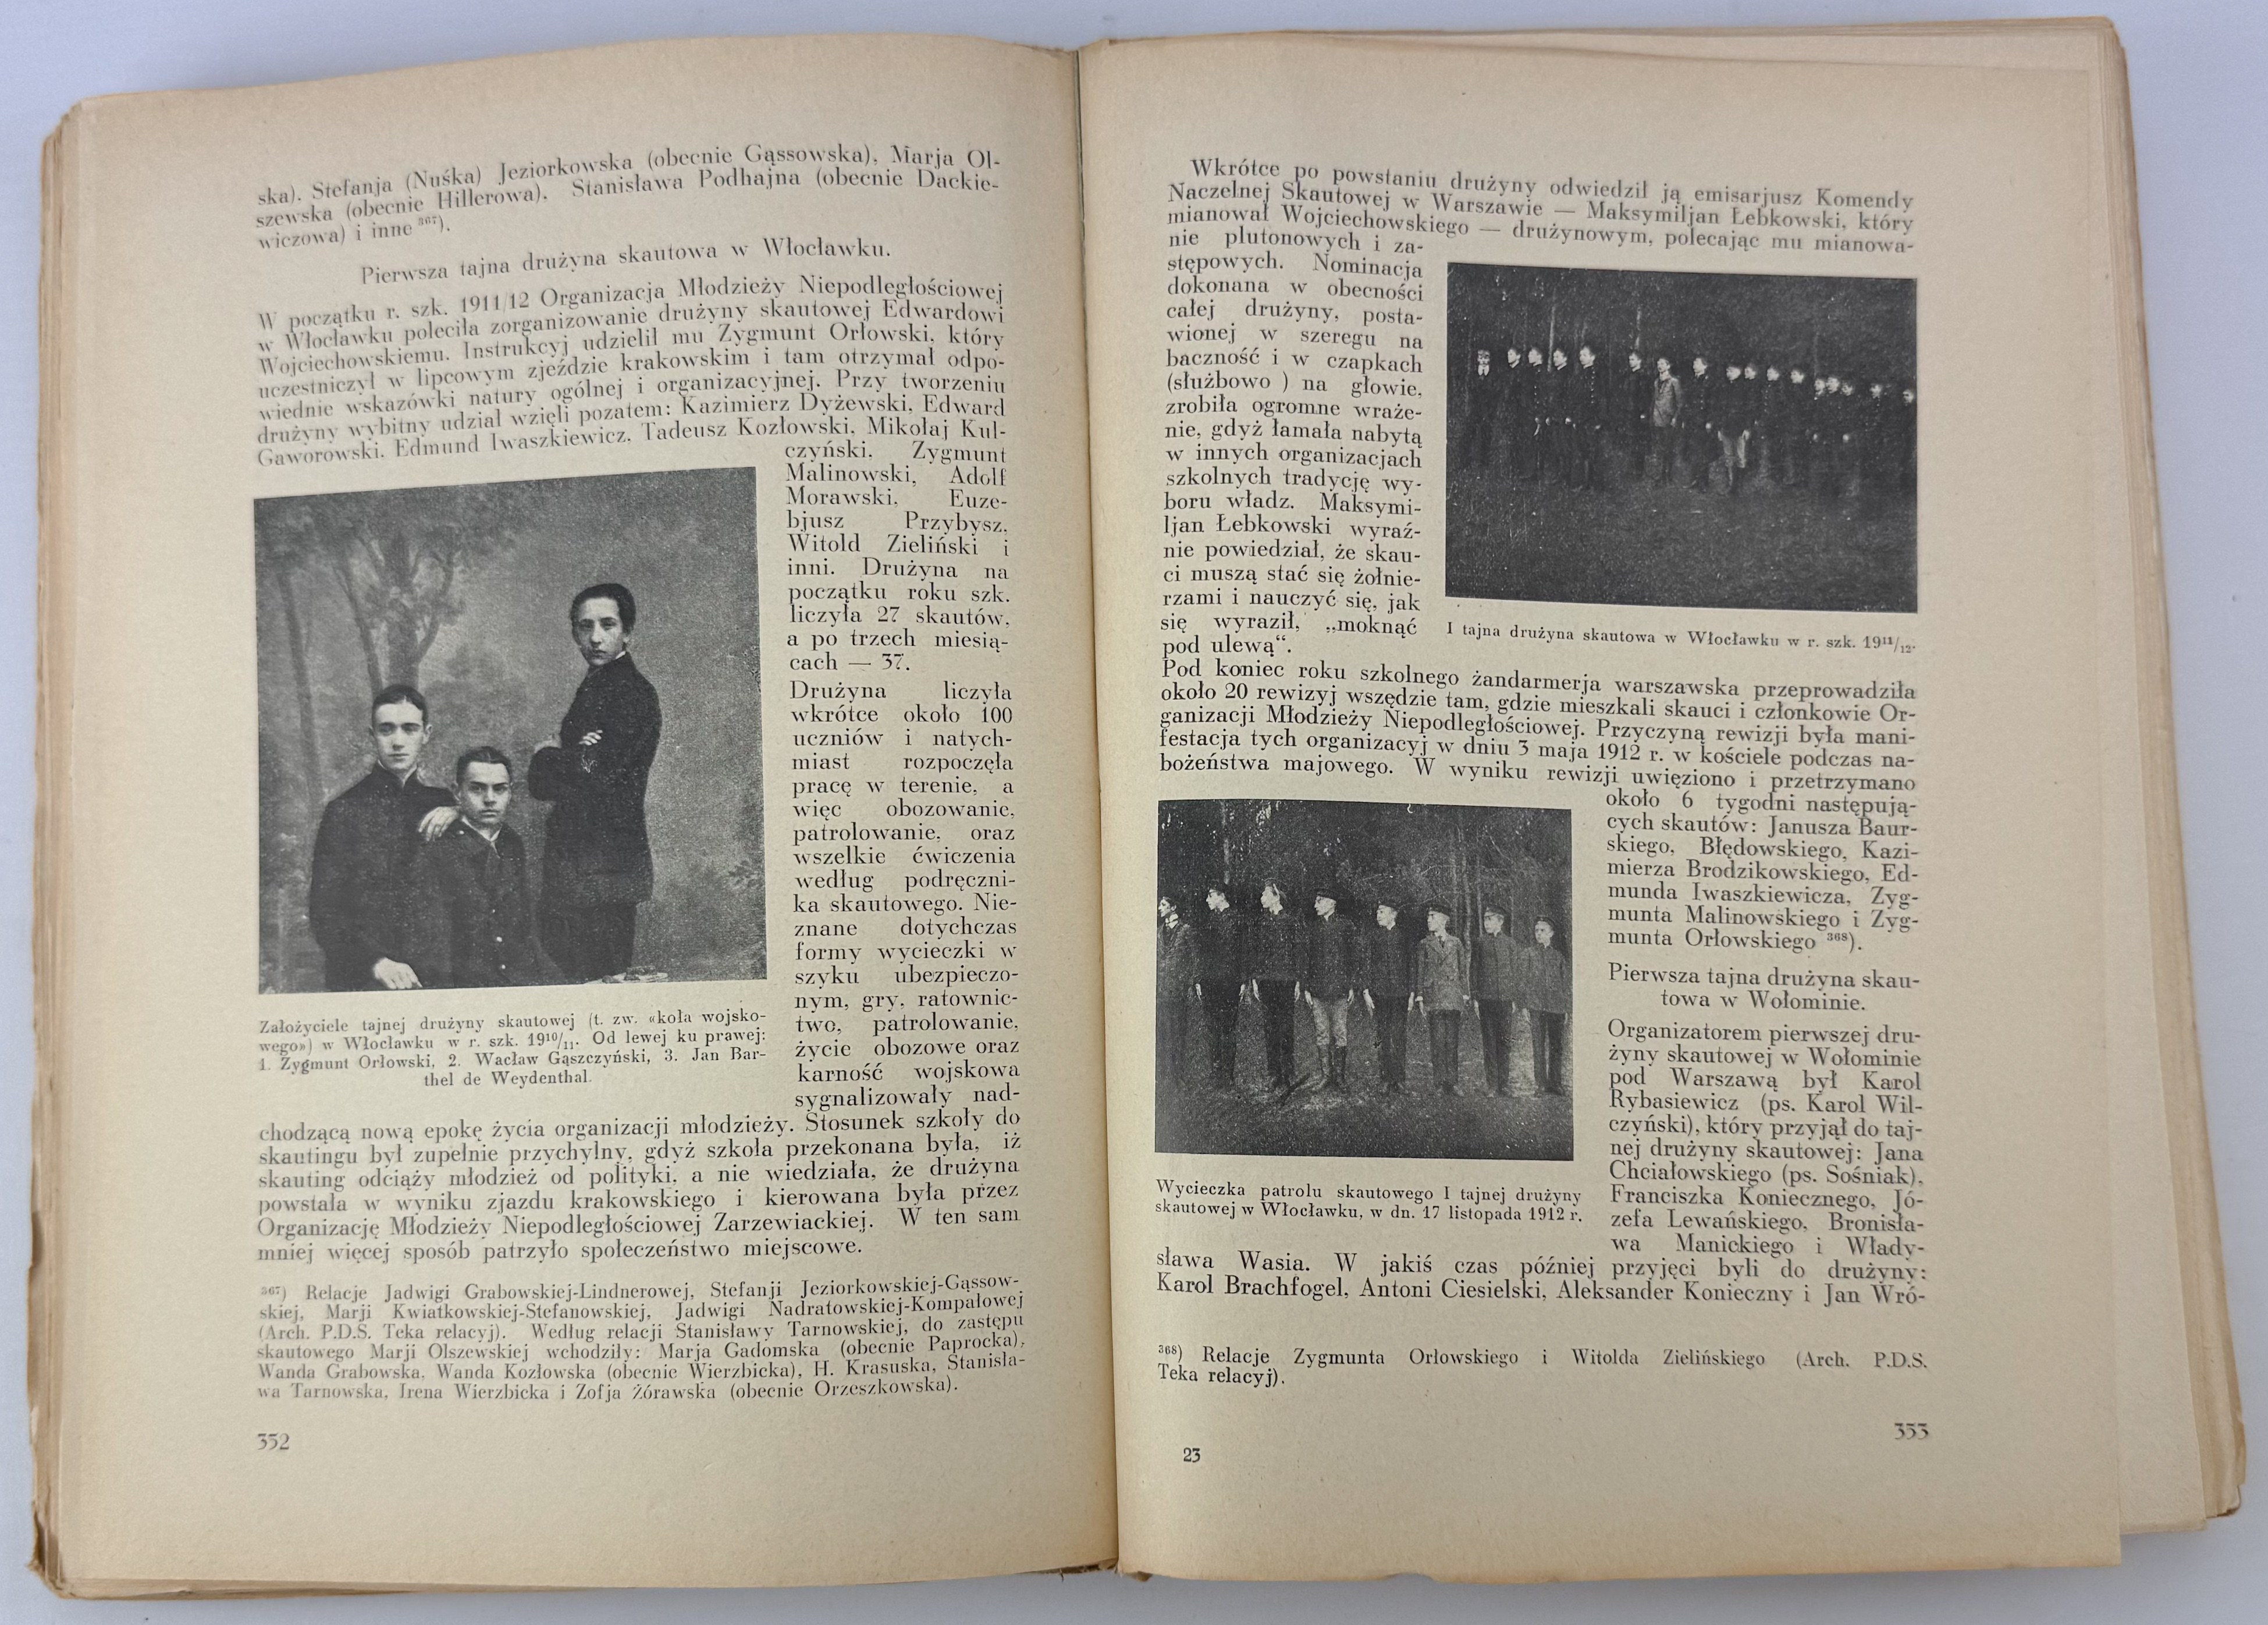 ska), Stefanja (Nuśka) Jeziorkowska (obecnie Gąssowska), Marja Ol-
szewska (obecnie Hillerowa), Stanisława Podhajna (obecnie Dackie-
wiczowa) i inne ³⁶⁷).
Pierwsza tajna drużyna skautowa w Włocławku.
W początku r. szk. 1911/12 Organizacja Młodzieży Niepodległościowej
w Włocławku poleciła zorganizowanie drużyny skautowej Edwardowi
Wojciechowskiemu. Instrukcyj udzielił mu Zygmunt Orłowski, który
uczestniczył w lipcowym zjeździe krakowskim i tam otrzymał odpo-
wiednie wskazówki natury ogólnej i organizacyjnej. Przy tworzeniu
drużyny wybitny udział wzięli pozatem: Kazimierz Dyżewski, Edward
Gaworowski, Edmund Iwaszkiewicz, Tadeusz Kozłowski, Mikołaj Kul-
czyński, Zygmunt
Malinowski, Adolf
Morawski, Euze-
bjusz Przybysz,
Witold Zieliński i
inni. Drużyna na
początku roku szk.
liczyła 27 skautów,
a po trzech miesią-
cach — 37.
Drużyna liczyła
wkrótce około 100
uczniów i natych-
miast rozpoczęła
pracę w terenie, a
więc obozowanie,
patrolowanie, oraz
wszelkie ćwiczenia
według podręczni-
ka skautowego. Nie-
znane dotychczas
formy wycieczki w
szyku ubezpieczo-
nym, gry, ratownic-
two, patrolowanie,
życie obozowe oraz
karność wojskowa
sygnalizowały nad-
Założyciele tajnej drużyny skautowej (t. zw. «koła wojsko-
wego») w Włocławku w r. szk. 19¹⁰/₁₁. Od lewej ku prawej:
1. Zygmunt Orłowski, 2. Wacław Gąszczyński, 3. Jan Bar-
thel de Weydenthal.
chodzącą nową epokę życia organizacji młodzieży. Stosunek szkoły do
skautingu był zupełnie przychylny, gdyż szkoła przekonana była, iż
skauting odciąży młodzież od polityki, a nie wiedziała, że drużyna
powstała w wyniku zjazdu krakowskiego i kierowana była przez
Organizację Młodzieży Niepodległościowej Zarzewiackiej. W ten sam
mniej więcej sposób patrzyło społeczeństwo miejscowe.
³⁶⁷) Relacje Jadwigi Grabowskiej-Lindnerowej, Stefanji Jeziorkowskiej-Gąssow-
skiej, Marji Kwiatkowskiej-Stefanowskiej, Jadwigi Nadratowskiej-Kompałowej
(Arch. P.D.S. Teka relacyj). Według relacji Stanisławy Tarnowskiej, do zastępu
skautowego Marji Olszewskiej wchodziły: Marja Gadomska (obecnie Paprocka),
Wanda Grabowska, Wanda Kozłowska (obecnie Wierzbicka), H. Krasuska, Stanisła-
wa Tarnowska, Irena Wierzbicka i Zofja Żórawska (obecnie Orzeszkowska).
352
Wkrótce po powstaniu drużyny odwiedził ją emisarjusz Komendy
Naczelnej Skautowej w Warszawie — Maksymiljan Łebkowski, który
mianował Wojciechowskiego — drużynowym, polecając mu mianowa-
nie plutonowych i za-
stępowych. Nominacja
dokonana w obecności
całej drużyny, posta-
wionej w szeregu na
baczność i w czapkach
(służbowo ) na głowie,
zrobiła ogromne wraże-
nie, gdyż łamała nabytą
w innych organizacjach
szkolnych tradycję wy-
boru władz. Maksymi-
ljan Łebkowski wyraź-
nie powiedział, że skau-
ci muszą stać się żołnie-
rzami i nauczyć się, jak
się wyraził, „moknąć
pod ulewą“.
I tajna drużyna skautowa w Włocławku w r. szk. 19¹¹/₁₂.
Pod koniec roku szkolnego żandarmerja warszawska przeprowadziła
około 20 rewizyj wszędzie tam, gdzie mieszkali skauci i członkowie Or-
ganizacji Młodzieży Niepodległościowej. Przyczyną rewizji była mani-
festacja tych organizacyj w dniu 3 maja 1912 r. w kościele podczas na-
bożeństwa majowego. W wyniku rewizji uwięziono i przetrzymano
około 6 tygodni następują-
cych skautów: Janusza Baur-
skiego, Błędowskiego, Kazi-
mierza Brodzikowskiego, Ed-
munda Iwaszkiewicza, Zyg-
munta Malinowskiego i Zyg-
munta Orłowskiego ³⁶⁸).
Pierwsza tajna drużyna skau-
towa w Wołominie.
Organizatorem pierwszej dru-
żyny skautowej w Wołominie
pod Warszawą był Karol
Rybasiewicz (ps. Karol Wil-
czyński), który przyjął do taj-
nej drużyny skautowej: Jana
Chciałowskiego (ps. Sośniak),
Franciszka Koniecznego, Jó-
zefa Lewańskiego, Bronisła-
wa Manickiego i Włady-
Wycieczka patrolu skautowego I tajnej drużyny
skautowej w Włocławku, w dn. 17 listopada 1912 r.
sława Wasia. W jakiś czas później przyjęci byli do drużyny:
Karol Brachfogel, Antoni Ciesielski, Aleksander Konieczny i Jan Wró-
³⁶⁸) Relacje Zygmunta Orłowskiego i Witolda Zielińskiego (Arch. P.D.S.
Teka relacyj).
353
23